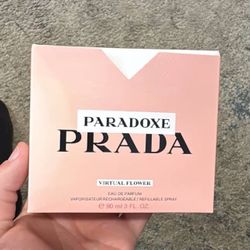 PARADOXE
PRADA
VIRTUAL FLOWER
EAU DE PARFUM
VAPORISATEUR RECHARGEABLE / REFILLABLE SPRAY
℮ 90 ml 3 FL. OZ.